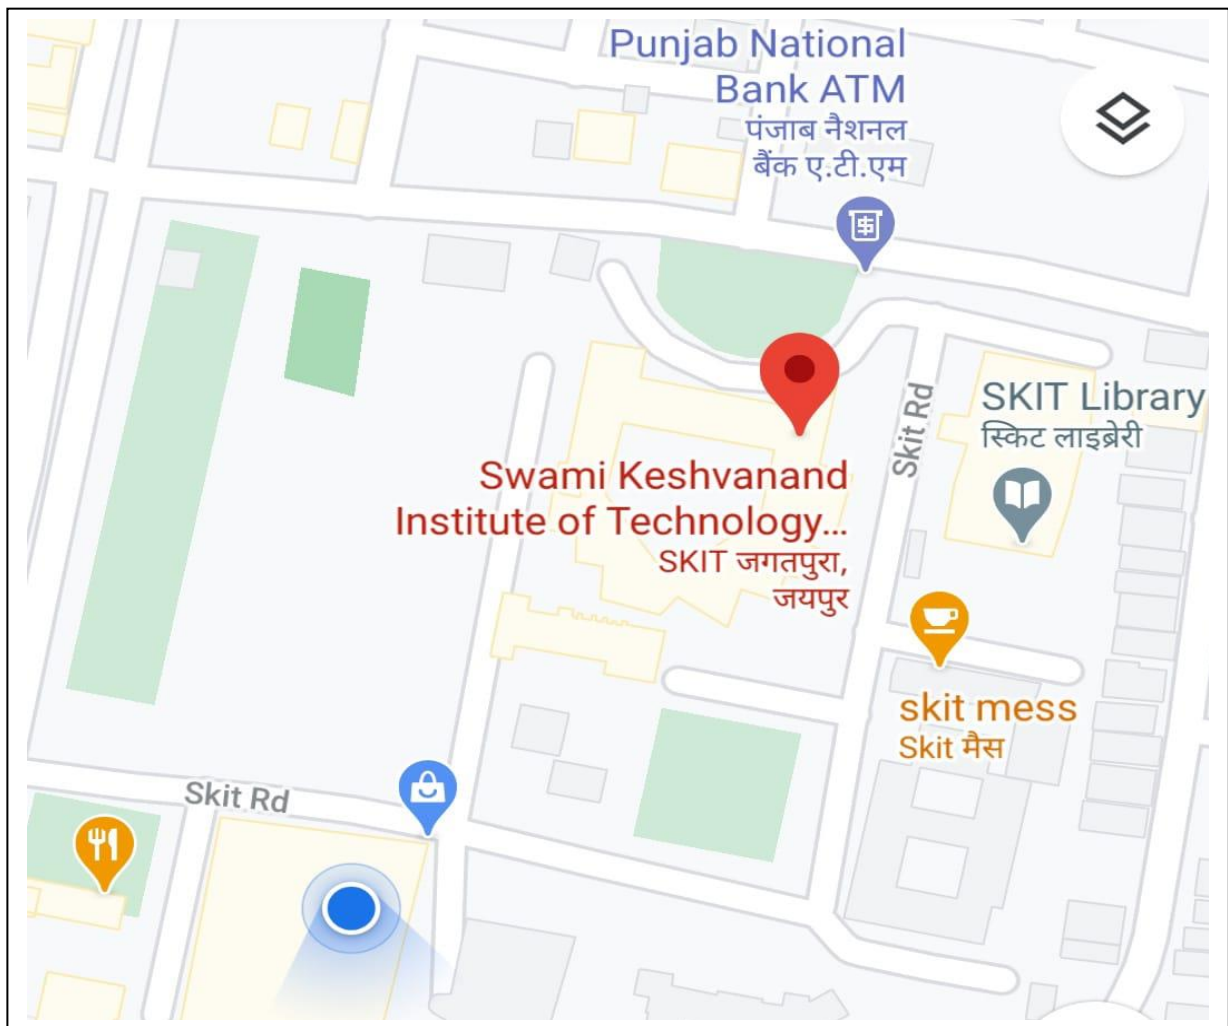 Punjab National
Bank ATM
पंजाब नैशनल
बैंक ए.टी.एम
Skit Rd
SKIT Library
स्किट लाइब्रेरी
Swami Keshvanand
Institute of Technology...
SKIT जगतपुरा,
जयपुर
skit mess
Skit मैस
Skit Rd